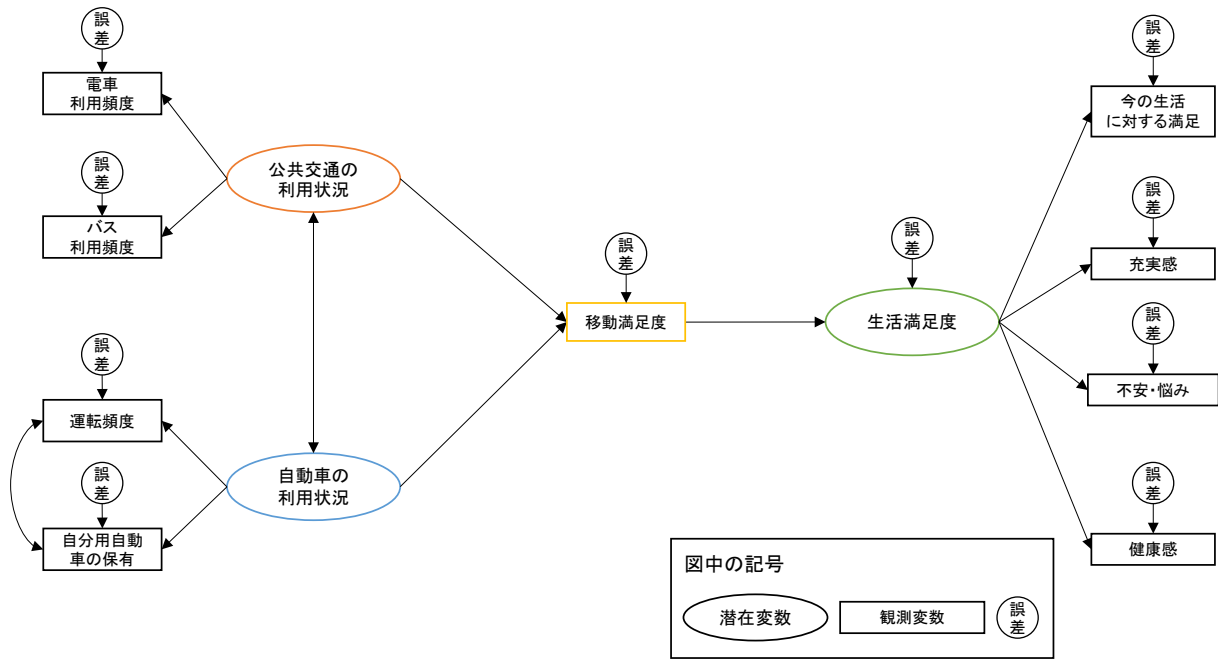 誤
差
電車
利用頻度
誤
差
バス
利用頻度
公共交通の
利用状況
誤
差
運転頻度
誤
差
自分用自動
車の保有
自動車の
利用状況
誤
差
移動満足度
誤
差
生活満足度
誤
差
今の生活
に対する満足
誤
差
充実感
誤
差
不安・悩み
誤
差
健康感
図中の記号
潜在変数
観測変数
誤
差